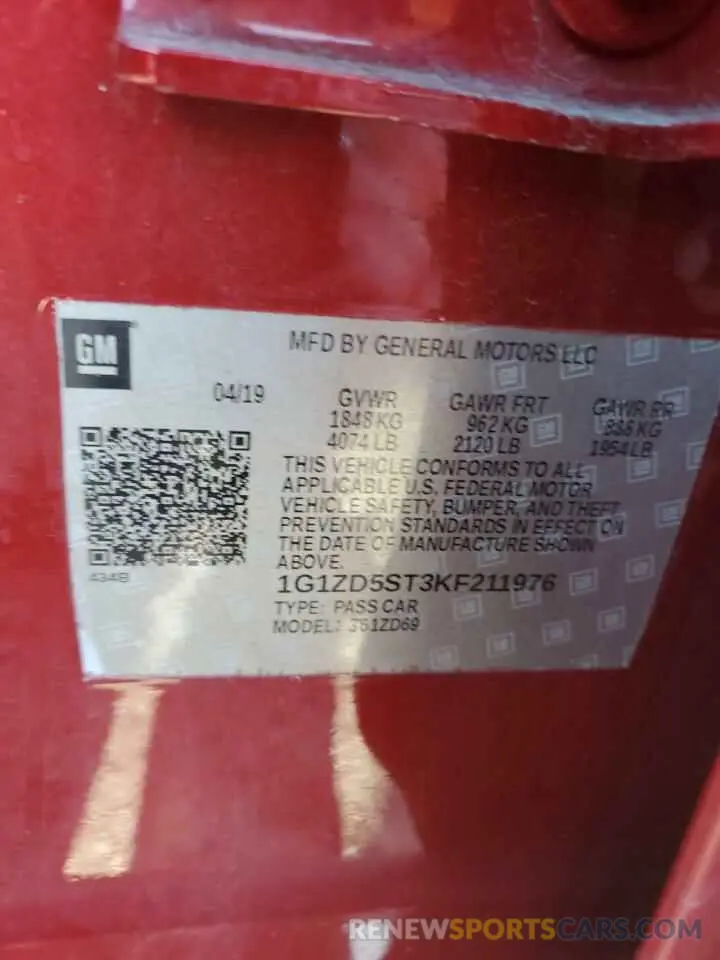 GM
MFD BY GENERAL MOTORS LLC
04/19
GVWR GAWR FRT GAWR RR
1848 KG 962 KG 886 KG
4074 LB 2120 LB 1954 LB
THIS VEHICLE CONFORMS TO ALL
APPLICABLE U.S. FEDERAL MOTOR
VEHICLE SAFETY, BUMPER, AND THEFT
PREVENTION STANDARDS IN EFFECT ON
THE DATE OF MANUFACTURE SHOWN
ABOVE.
434B
1G1ZD5ST3KF211976
TYPE: PASS CAR
MODEL:
RENEWSPORTSCARS.COM